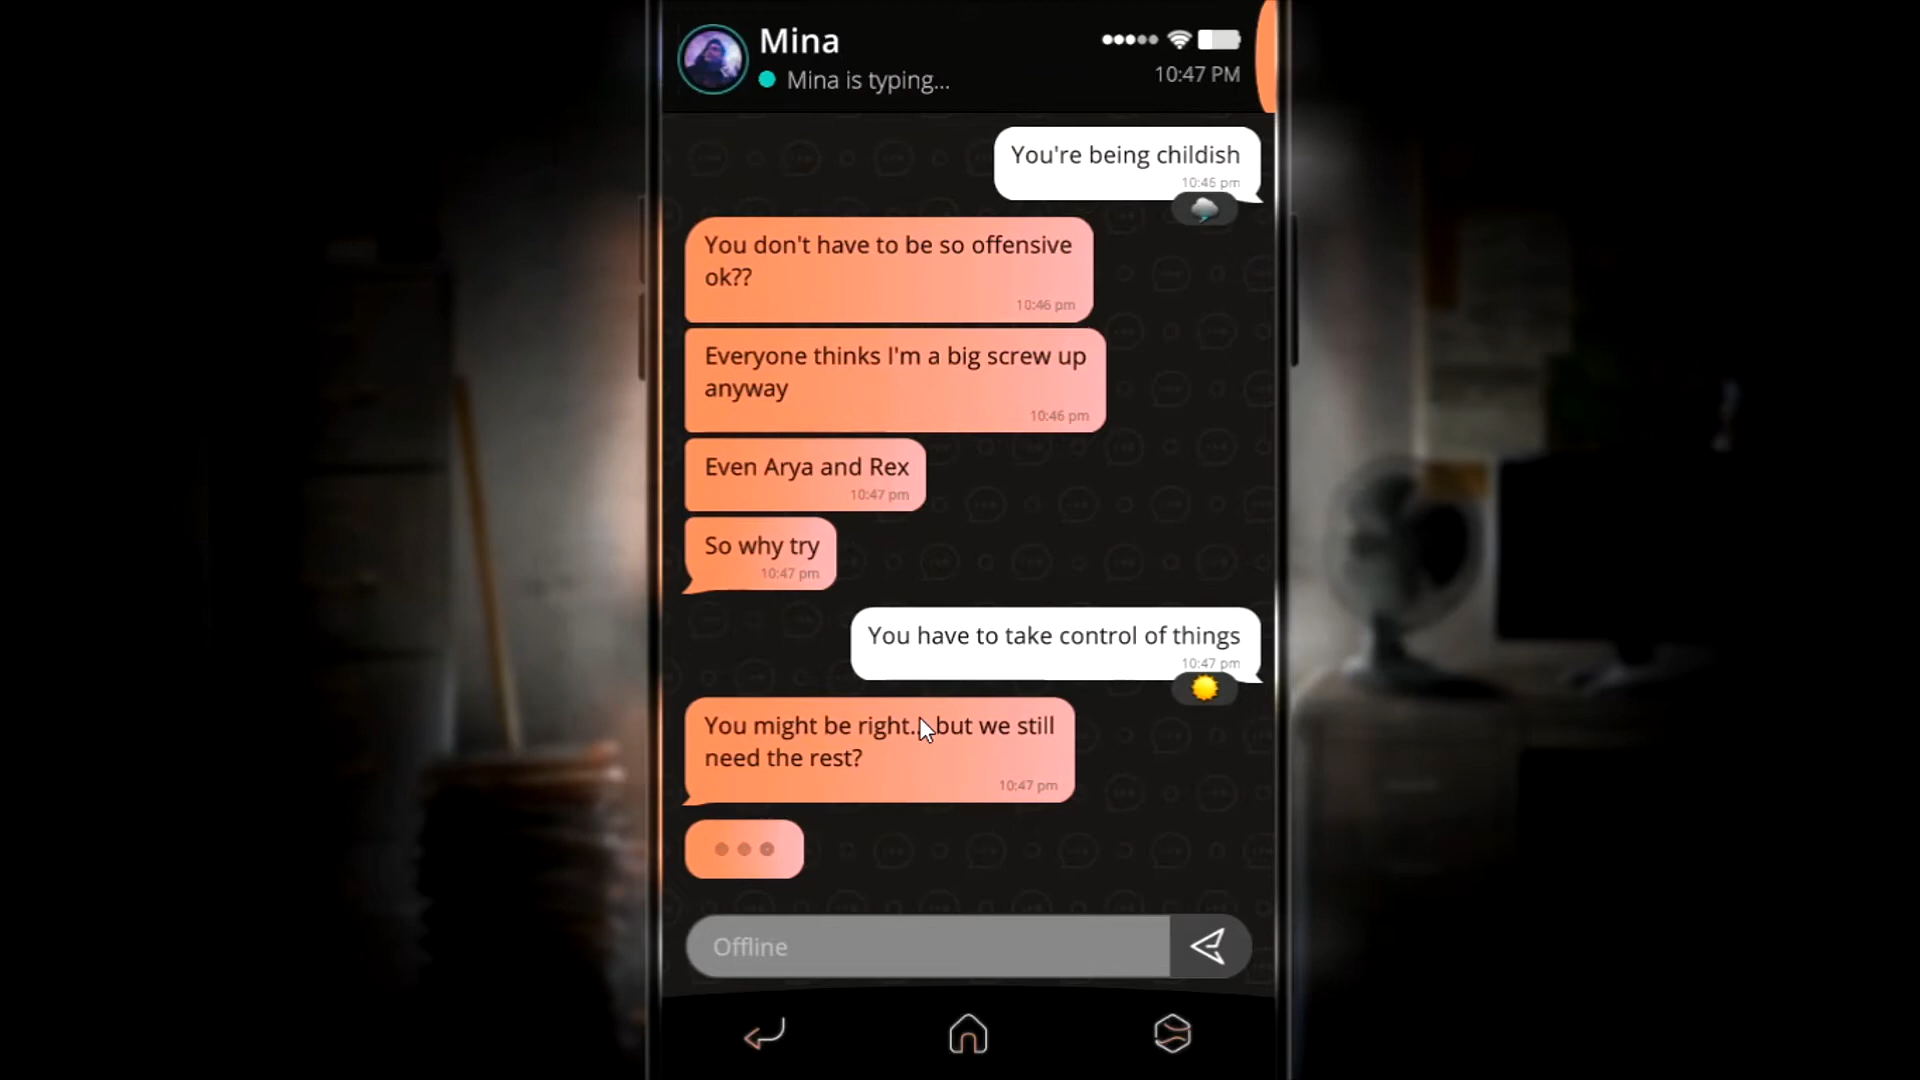 Mina
Mina is typing...
10:47 PM
You're being childish
10:46 pm
You don't have to be so offensive
ok??
10:46 pm
Everyone thinks I'm a big screw up
anyway
10:46 pm
Even Arya and Rex
10:47 pm
So why try
10:47 pm
You have to take control of things
10:47 pm
You might be right... but we still
need the rest?
10:47 pm
Offline